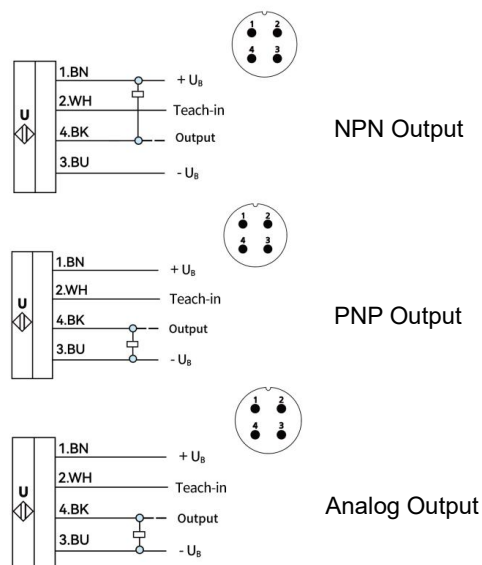 1 2
4 3
1.BN + UB
2.WH Teach-in
U
4.BK Output
3.BU - UB
NPN Output
1 2
4 3
1.BN + UB
2.WH Teach-in
U
4.BK Output
3.BU - UB
PNP Output
1 2
4 3
1.BN + UB
2.WH Teach-in
U
4.BK Output
3.BU - UB
Analog Output